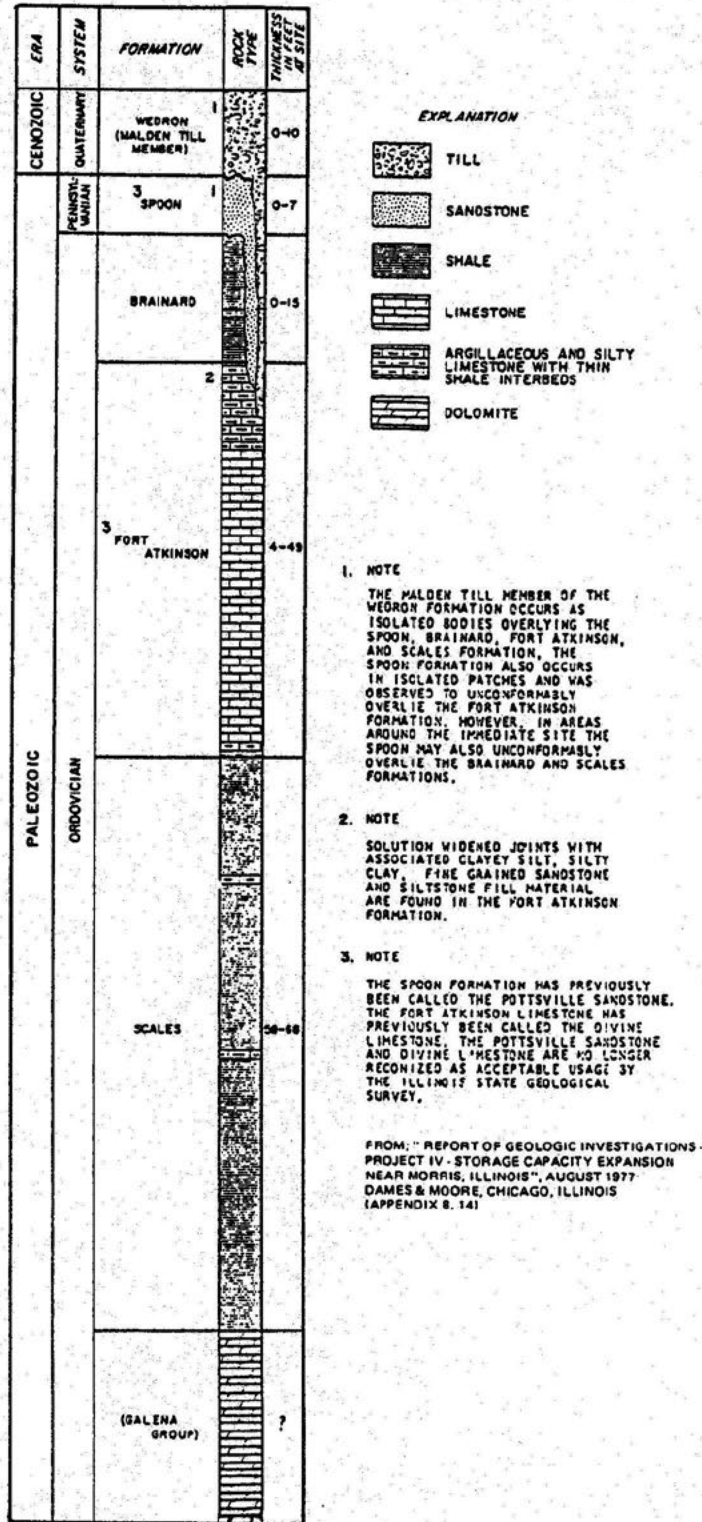 ERA
SYSTEM
FORMATION
ROCK
TYPE
THICKNESS
IN FEET
AT SITE
CENOZOIC
QUATERNARY
1
WEDRON
(MALDEN TILL
MEMBER)
0-10
PALEOZOIC
PENNSYL-
VANIAN
3 1
SPOON
0-7
ORDOVICIAN
BRAINARD
0-15
2
3
FORT
ATKINSON
4-49
SCALES
(GALENA
GROUP)
?
EXPLANATION
TILL
SANDSTONE
SHALE
LIMESTONE
ARGILLACEOUS AND SILTY
LIMESTONE WITH THIN
SHALE INTERBEDS
DOLOMITE
1. NOTE
THE MALDEN TILL MEMBER OF THE
WEDRON FORMATION OCCURS AS
ISOLATED BODIES OVERLYING THE
SPOON, BRAINARD, FORT ATKINSON,
AND SCALES FORMATION. THE
SPOON FORMATION ALSO OCCURS
IN ISOLATED PATCHES AND WAS
OBSERVED TO UNCONFORMABLY
OVERLIE THE FORT ATKINSON
FORMATION. HOWEVER, IN AREAS
AROUND THE IMMEDIATE SITE THE
SPOON MAY ALSO UNCONFORMABLY
OVERLIE THE BRAINARD AND SCALES
FORMATIONS.
2. NOTE
SOLUTION WIDENED JOINTS WITH
ASSOCIATED CLAYEY SILT, SILTY
CLAY, FINE GRAINED SANDSTONE
AND SILTSTONE FILL MATERIAL
ARE FOUND IN THE FORT ATKINSON
FORMATION.
3. NOTE
THE SPOON FORMATION HAS PREVIOUSLY
BEEN CALLED THE POTTSVILLE SANDSTONE.
THE FORT ATKINSON LIMESTONE HAS
PREVIOUSLY BEEN CALLED THE DIVINE
LIMESTONE. THE POTTSVILLE SANDSTONE
AND DIVINE LIMESTONE ARE NO LONGER
RECONIZED AS ACCEPTABLE USAGE BY
THE ILLINOIS STATE GEOLOGICAL
SURVEY.
FROM; "REPORT OF GEOLOGIC INVESTIGATIONS -
PROJECT IV - STORAGE CAPACITY EXPANSION
NEAR MORRIS, ILLINOIS", AUGUST 1977
DAMES & MOORE, CHICAGO, ILLINOIS
(APPENDIX B. 14)